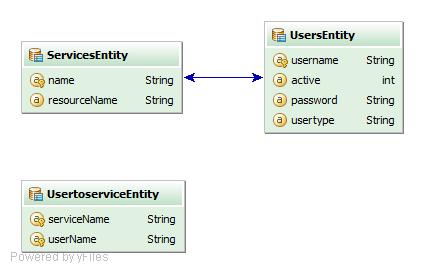 ServicesEntity
name String
resourceName String
UsersEntity
username String
active int
password String
usertype String
UsertoserviceEntity
serviceName String
userName String
Powered by yFiles